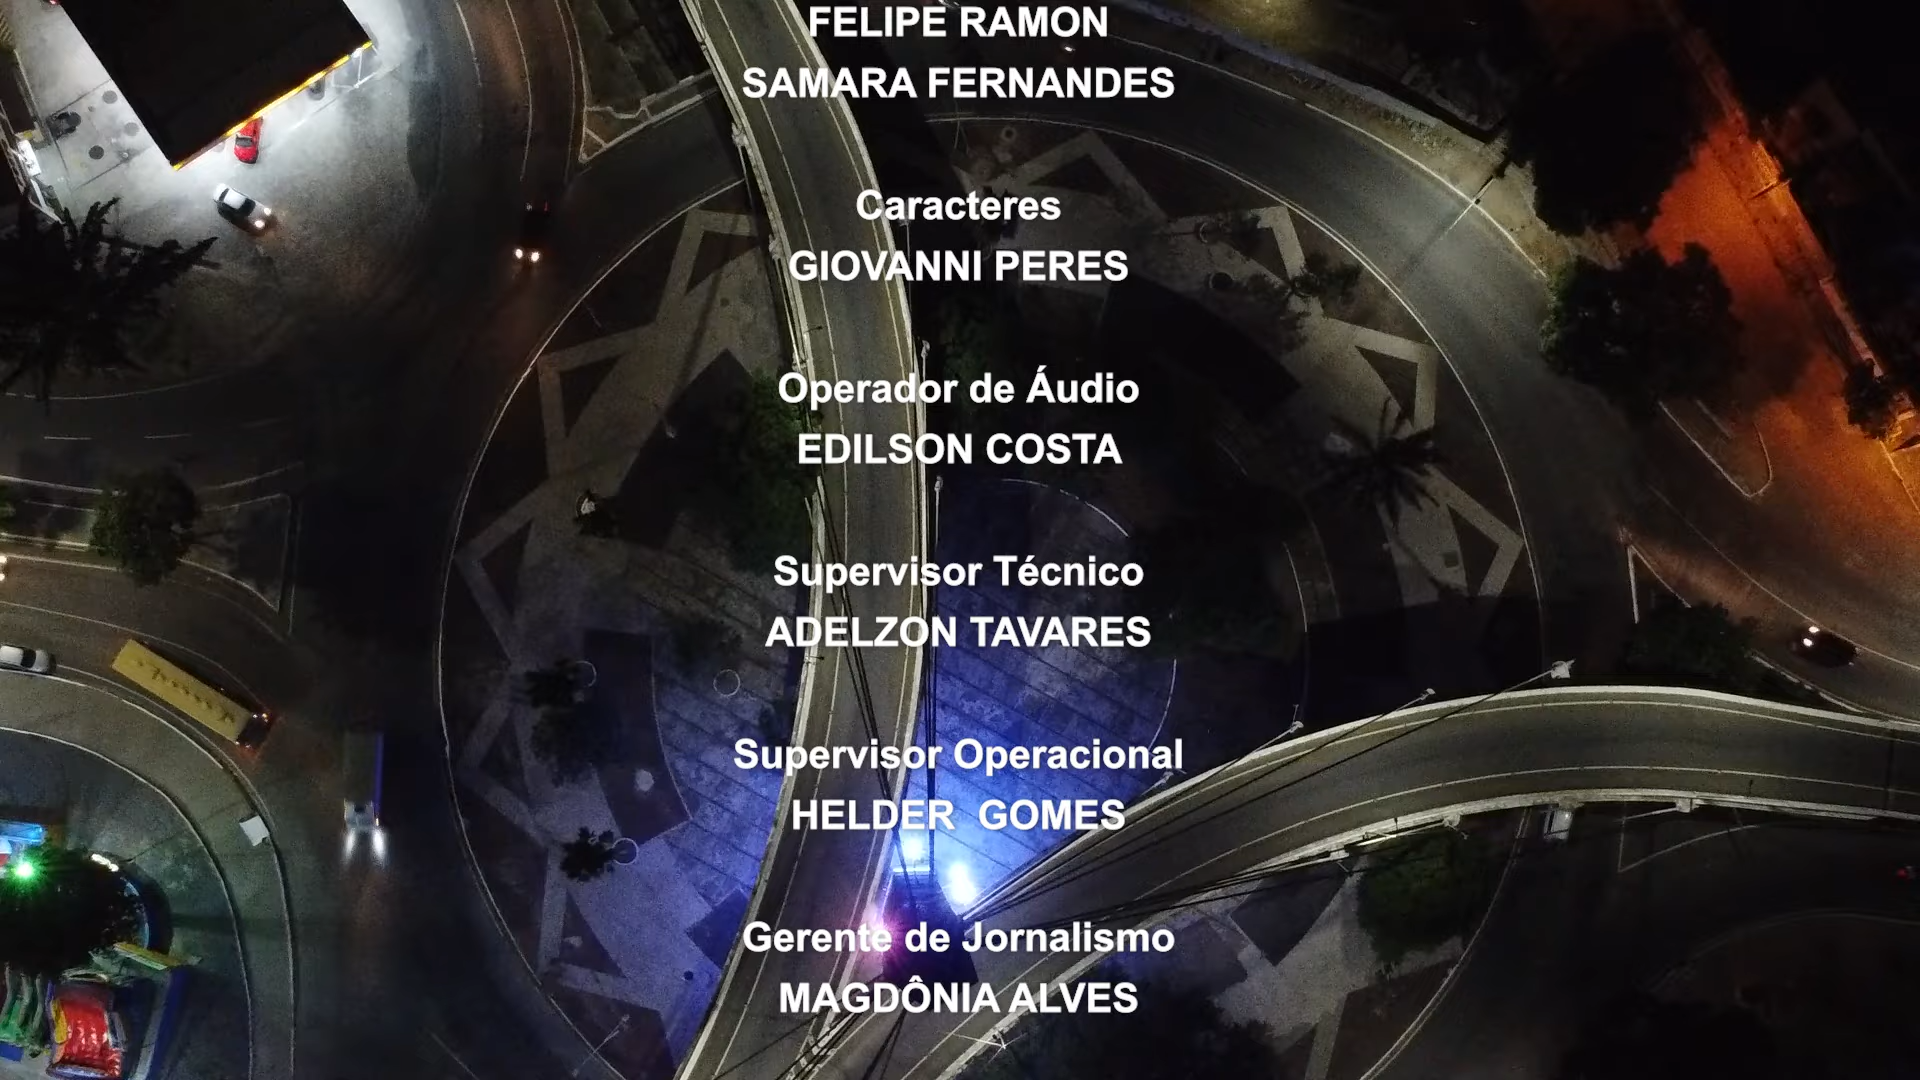 FELIPE RAMON
SAMARA FERNANDES
Caracteres
GIOVANNI PERES
Operador de Áudio
EDILSON COSTA
Supervisor Técnico
ADELZON TAVARES
Supervisor Operacional
HELDER  GOMES
Gerente de Jornalismo
MAGDÔNIA ALVES